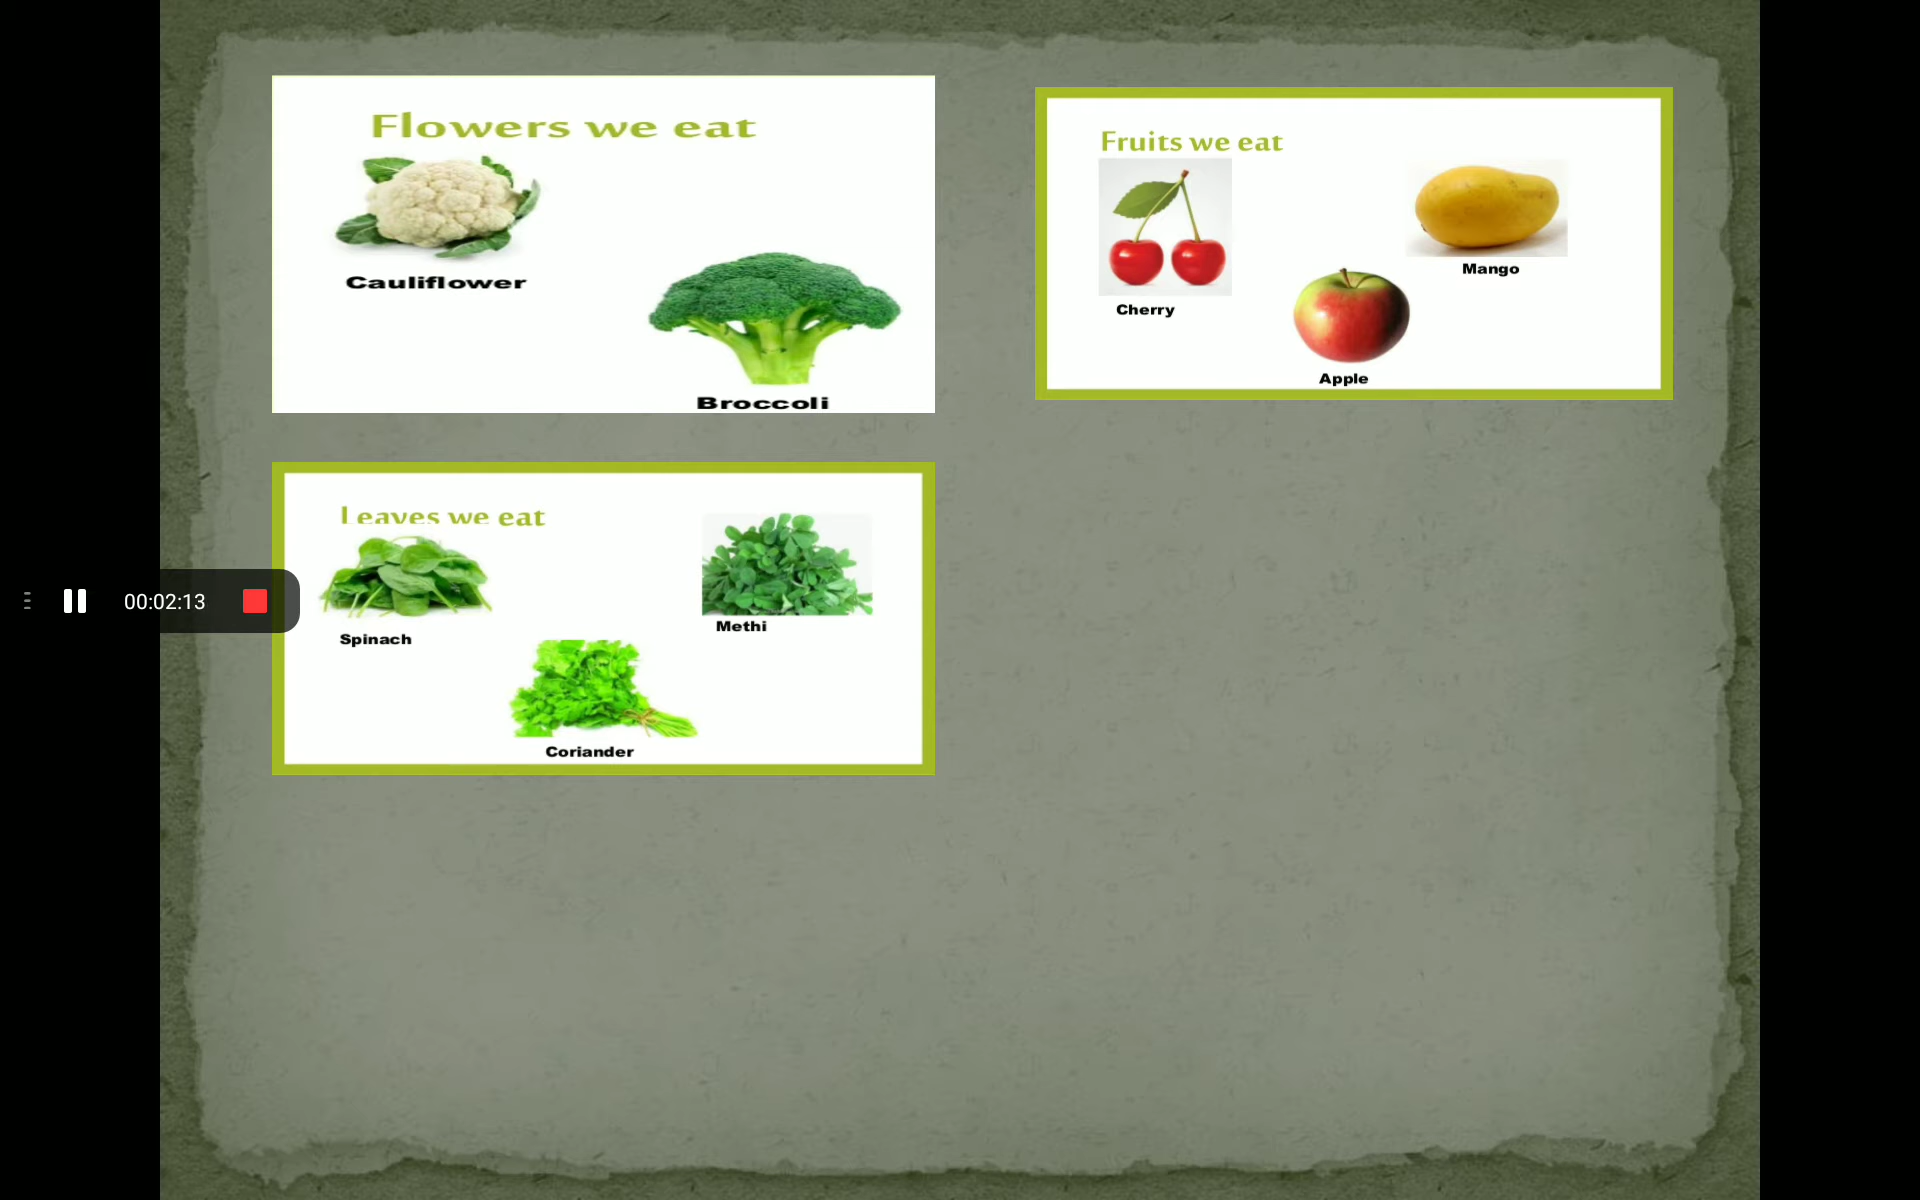 Flowers we eat
Cauliflower
Broccoli
Fruits we eat
Cherry
Mango
Apple
Leaves we eat
Spinach
Methi
Coriander
00:02:13